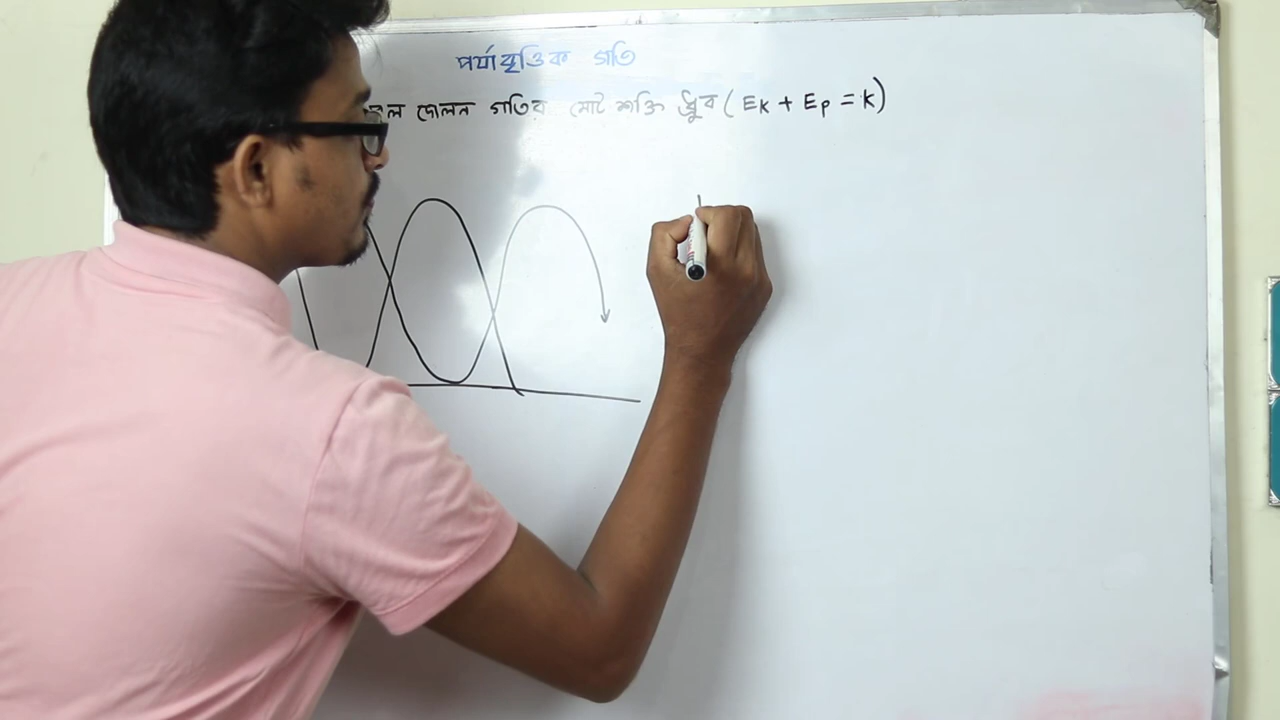 পর্যাবৃত্তিক গতি
দোলন গতির মোট শক্তি ধ্রুব (Ek + Ep = k)